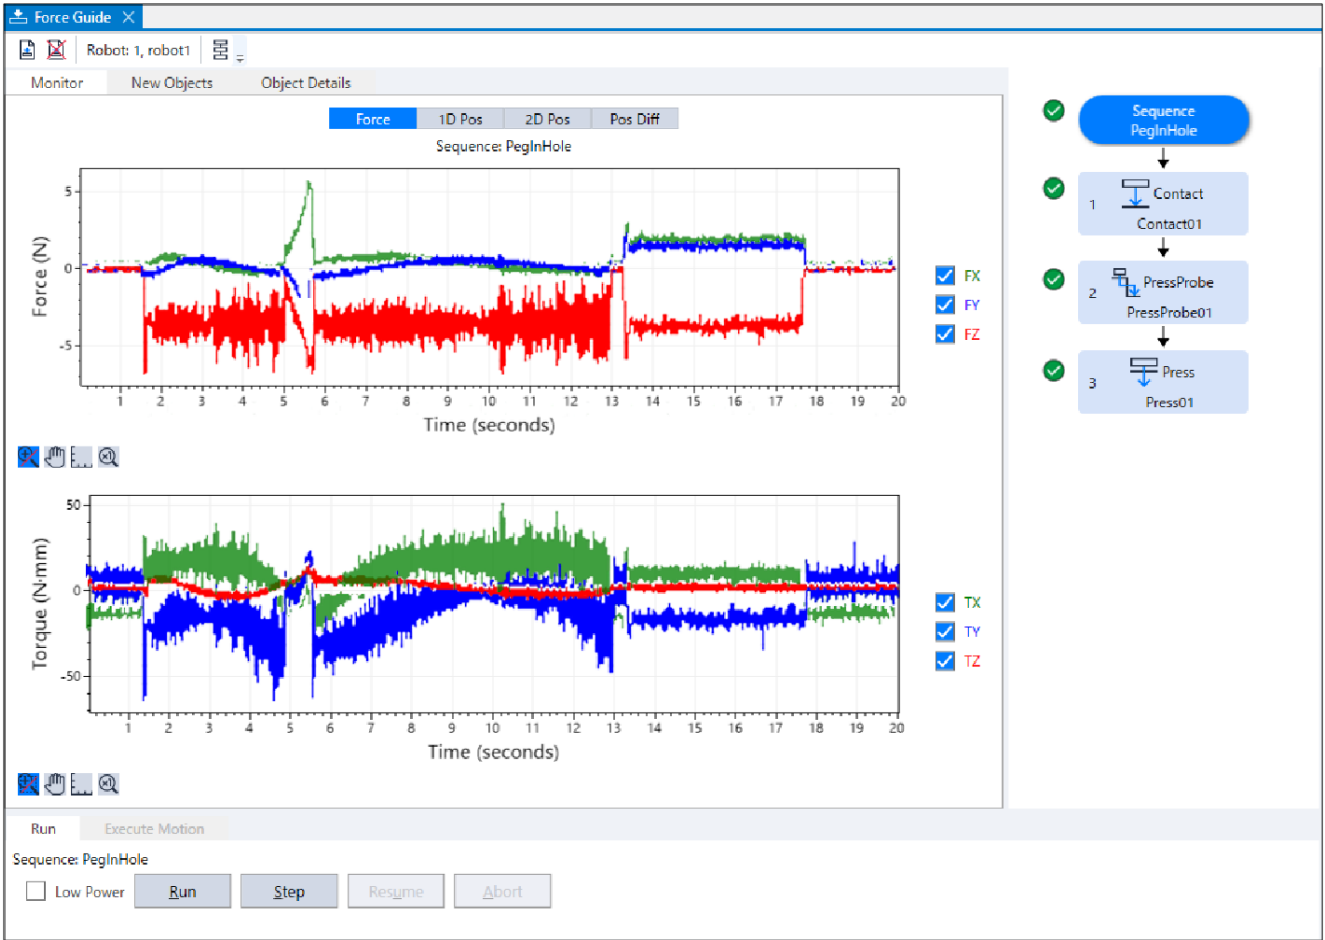 Force Guide
Robot: 1, robot1
Monitor New Objects Object Details
Force 1D Pos 2D Pos Pos Diff
Sequence: PegInHole
Force (N)
5
0
-5
1 2 3 4 5 6 7 8 9 10 11 12 13 14 15 16 17 18 19 20
Time (seconds)
FX
FY
FZ
Torque (N·mm)
50
0
-50
1 2 3 4 5 6 7 8 9 10 11 12 13 14 15 16 17 18 19 20
Time (seconds)
TX
TY
TZ
Sequence
PegInHole
1 Contact
Contact01
2 PressProbe
PressProbe01
3 Press
Press01
Run Execute Motion
Sequence: PegInHole
Low Power Run Step Resume Abort